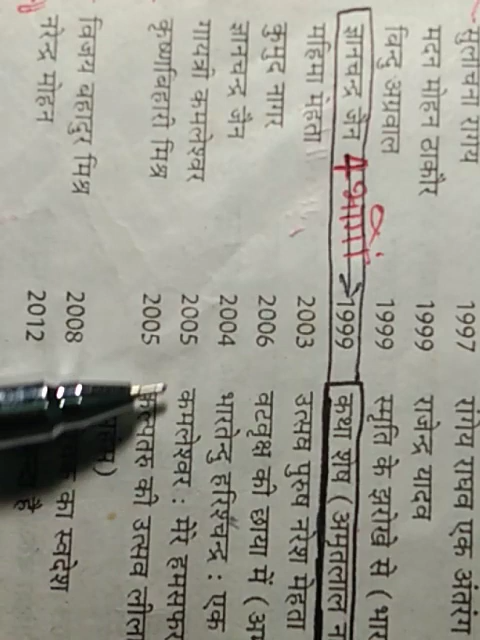 सुलोचना रांगेय 1997 रांगेय राघव एक अंतरंग
मदन मोहन ठाकौर 1999 राजेन्द्र यादव
विन्दु अग्रवाल 1999 स्मृति के झरोखे से (भा
ज्ञानचन्द्र जैन 4 भागों → 1999 कथा शेष (अमृतलाल न
महिमा मेहता 2003 उत्सव पुरुष नरेश मेहता
कुमुद नागर 2006 वटवृक्ष की छाया में (अ
ज्ञानचन्द्र जैन 2004 भारतेन्दु हरिश्चन्द्र : एक
गायत्री कमलेश्वर 2005 कमलेश्वर : मेरे हमसफर
कृष्णबिहारी मिश्र 2005 की उत्सव लीला
विजय बहादुर मिश्र 2008 का स्वदेश
नरेन्द्र मोहन 2012 है